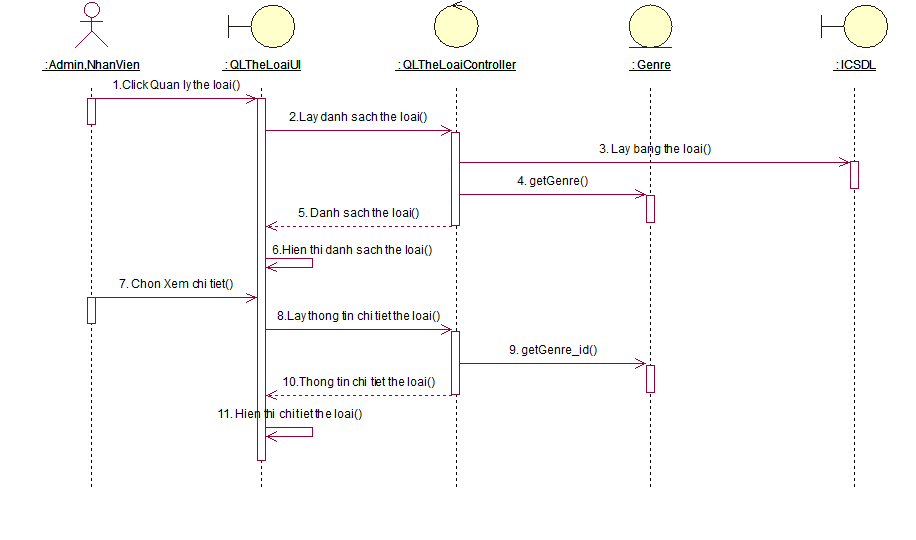 : Admin,NhanVien
: QLTheLoaiUI
: QLTheLoaiController
: Genre
: ICSDL
1.Click Quan ly the loai()
2.Lay danh sach the loai()
3. Lay bang the loai()
4. getGenre()
5. Danh sach the loai()
6.Hien thi danh sach the loai()
7. Chon Xem chi tiet()
8.Lay thong tin chi tiet the loai()
9. getGenre_id()
10.Thong tin chi tiet the loai()
11. Hien thi chi tiet the loai()